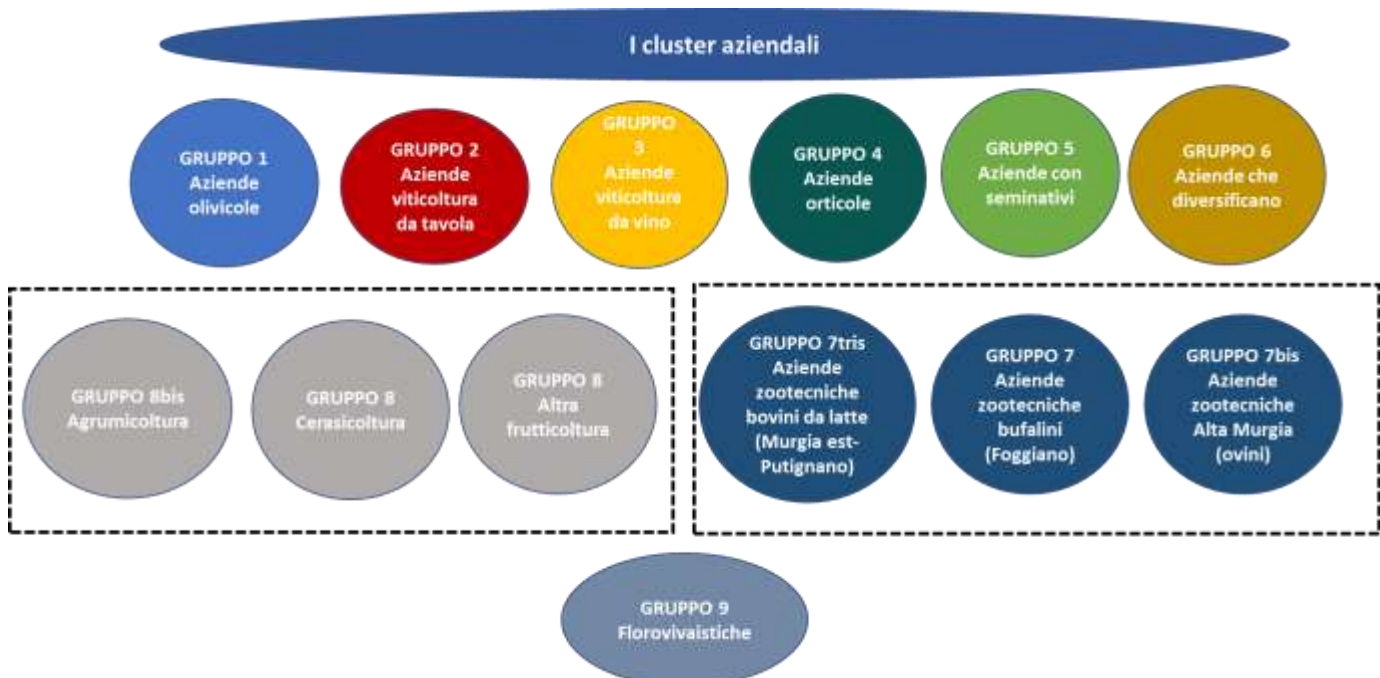 I cluster aziendali
GRUPPO 1
Aziende
olivicole
GRUPPO 2
Aziende
viticoltura
da tavola
GRUPPO
3
Aziende
viticoltura
da vino
GRUPPO 4
Aziende
orticole
GRUPPO 5
Aziende con
seminativi
GRUPPO 6
Aziende che
diversificano
GRUPPO 8bis
Agrumicoltura
GRUPPO 8
Cerasicoltura
GRUPPO 8
Altra
frutticoltura
GRUPPO 7tris
Aziende
zootecniche
bovini da latte
(Murgia est-
Putignano)
GRUPPO 7
Aziende
zootecniche
bufalini
(Foggiano)
GRUPPO 7bis
Aziende
zootecniche
Alta Murgia
(ovini)
GRUPPO 9
Florovivaistiche